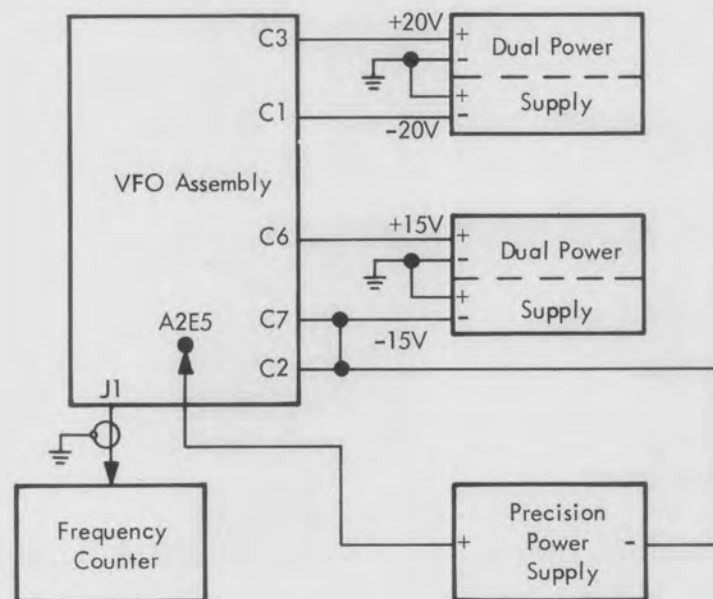 C3
+20V
+
-
Dual Power
+
Supply
C1
-20V
-
VFO Assembly
C6
+15V
+
-
Dual Power
+
Supply
C7
-15V
-
A2E5
C2
J1
Frequency
Counter
+
Precision
Power
Supply
-